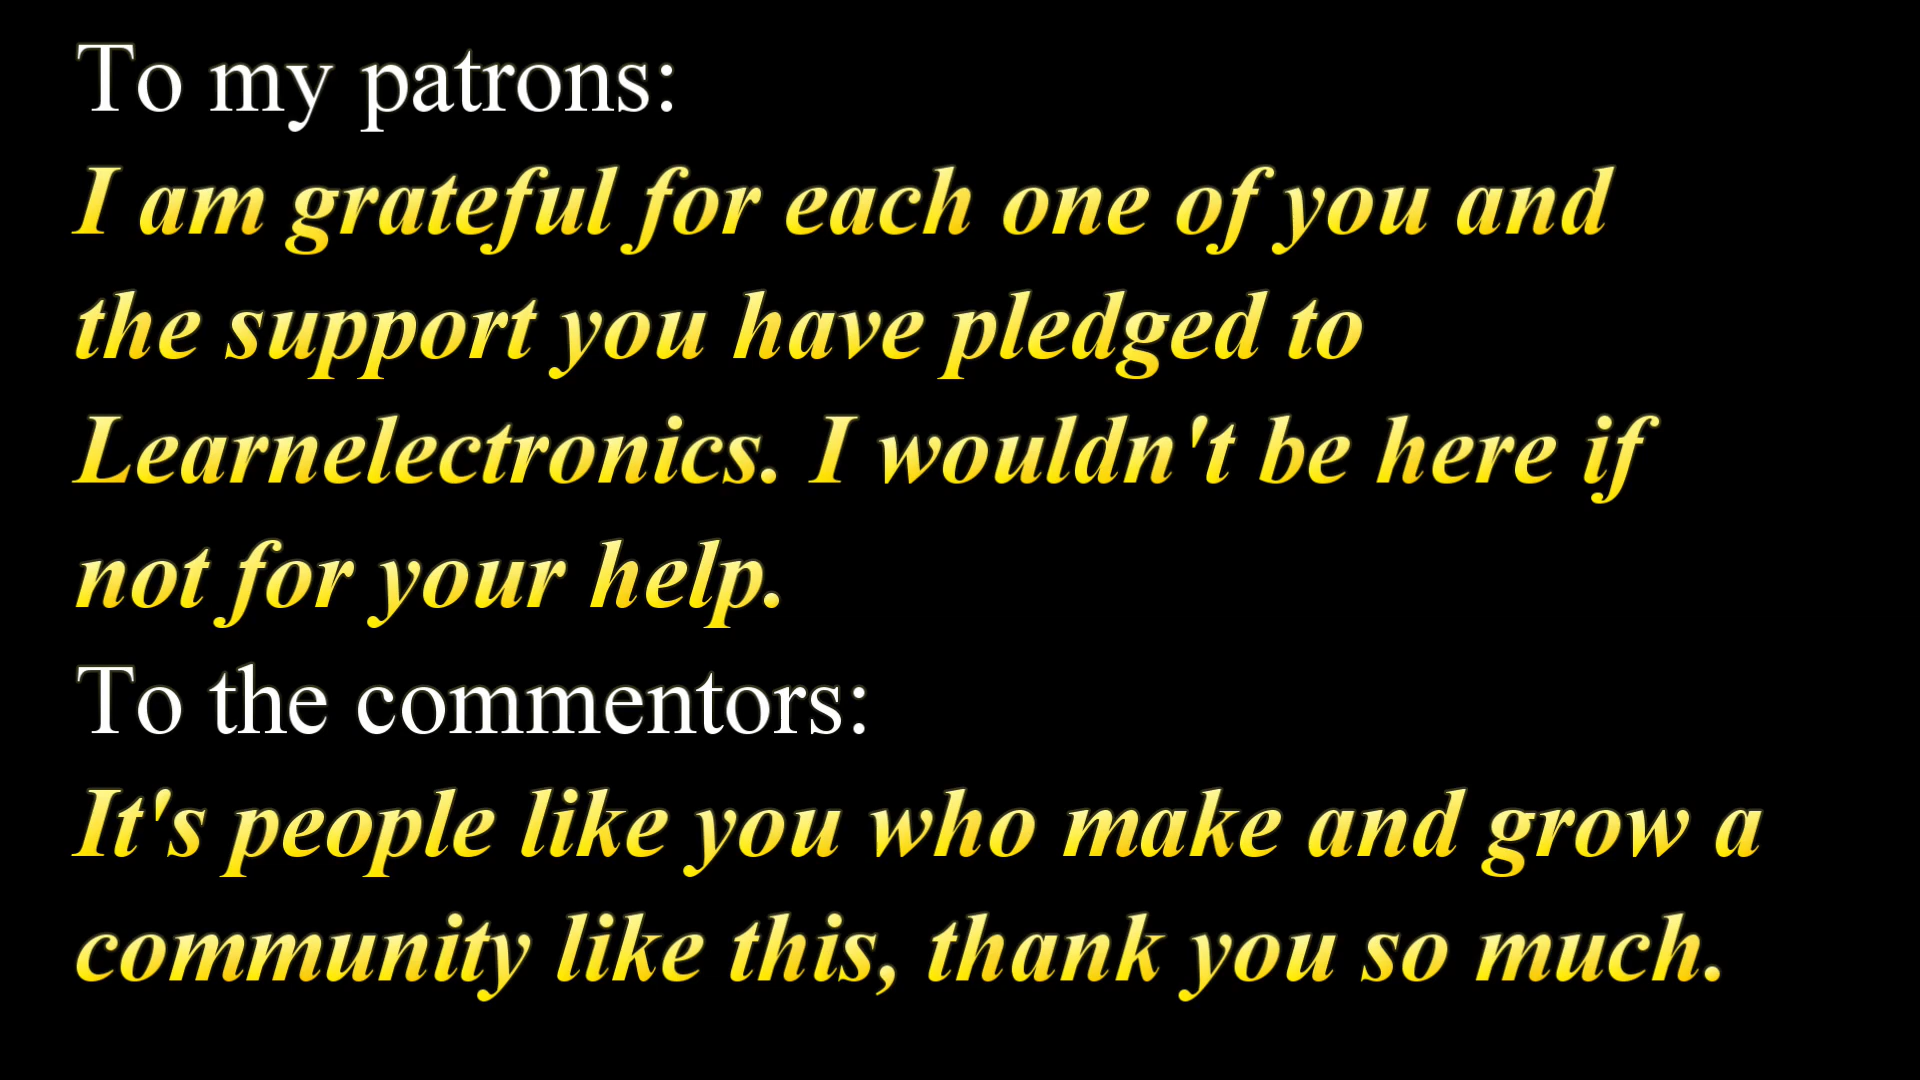 To my patrons:
I am grateful for each one of you and
the support you have pledged to
Learnelectronics. I wouldn't be here if
not for your help.
To the commentors:
It's people like you who make and grow a
community like this, thank you so much.